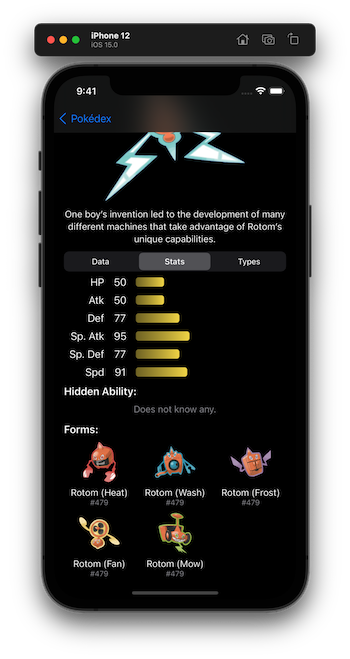 iPhone 12
iOS 15.0
9:41
Pokédex
One boy's invention led to the development of many
different machines that take advantage of Rotom's
unique capabilities.
Data Stats Types
HP 50
Atk 50
Def 77
Sp. Atk 95
Sp. Def 77
Spd 91
Hidden Ability:
Does not know any.
Forms:
Rotom (Heat) Rotom (Wash) Rotom (Frost)
#479 #479 #479
Rotom (Fan) Rotom (Mow)
#479 #479